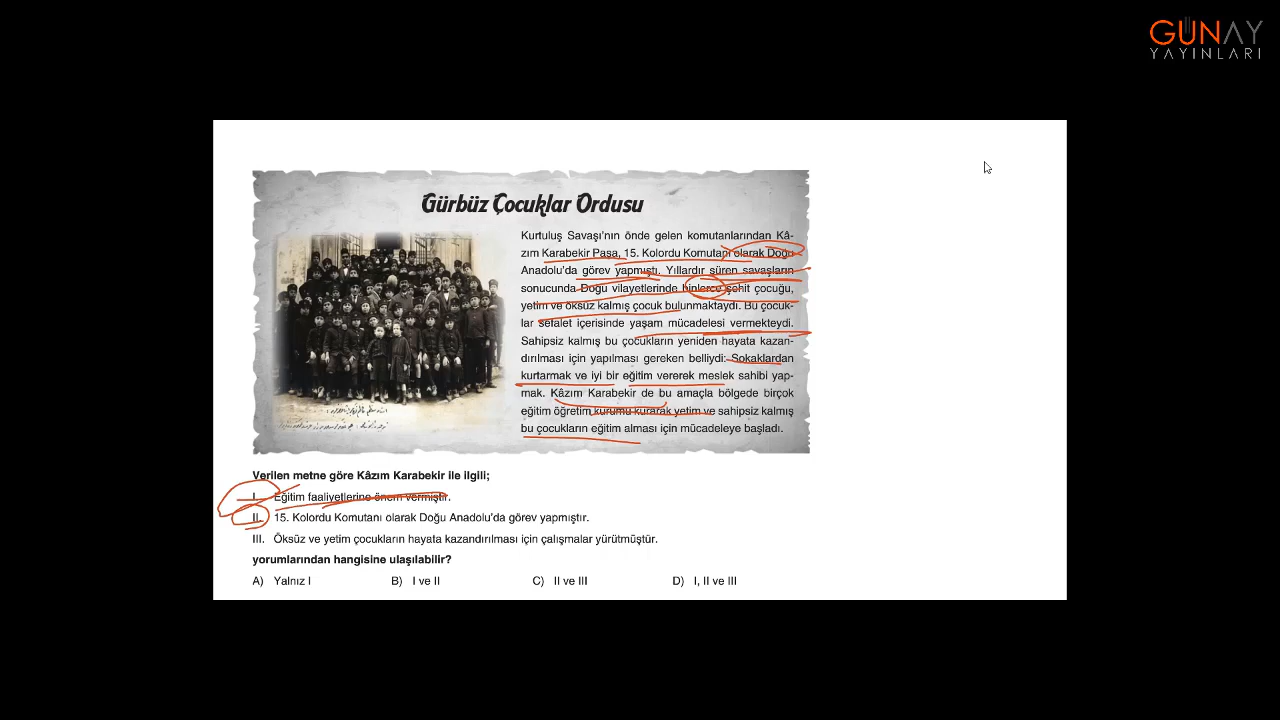 GÜNAY
YAYINLARI
Gürbüz Çocuklar Ordusu
Kurtuluş Savaşı'nın önde gelen komutanlarından Kâ-
zım Karabekir Paşa, 15. Kolordu Komutanı olarak Doğu
Anadolu'da görev yapmıştı. Yıllardır süren savaşların
sonucunda Doğu vilayetlerinde binlerce şehit çocuğu,
yetim ve öksüz kalmış çocuk bulunmaktaydı. Bu çocuk-
lar sefalet içerisinde yaşam mücadelesi vermekteydi.
Sahipsiz kalmış bu çocukların yeniden hayata kazan-
dırılması için yapılması gereken belliydi: Sokaklardan
kurtarmak ve iyi bir eğitim vererek meslek sahibi yap-
mak. Kâzım Karabekir de bu amaçla bölgede birçok
eğitim öğretim kurumu kurarak yetim ve sahipsiz kalmış
bu çocukların eğitim alması için mücadeleye başladı.
Verilen metne göre Kâzım Karabekir ile ilgili;
I. Eğitim faaliyetlerine önem vermiştir.
II. 15. Kolordu Komutanı olarak Doğu Anadolu'da görev yapmıştır.
III. Öksüz ve yetim çocukların hayata kazandırılması için çalışmalar yürütmüştür.
yorumlarından hangisine ulaşılabilir?
A) Yalnız I B) I ve II C) II ve III D) I, II ve III